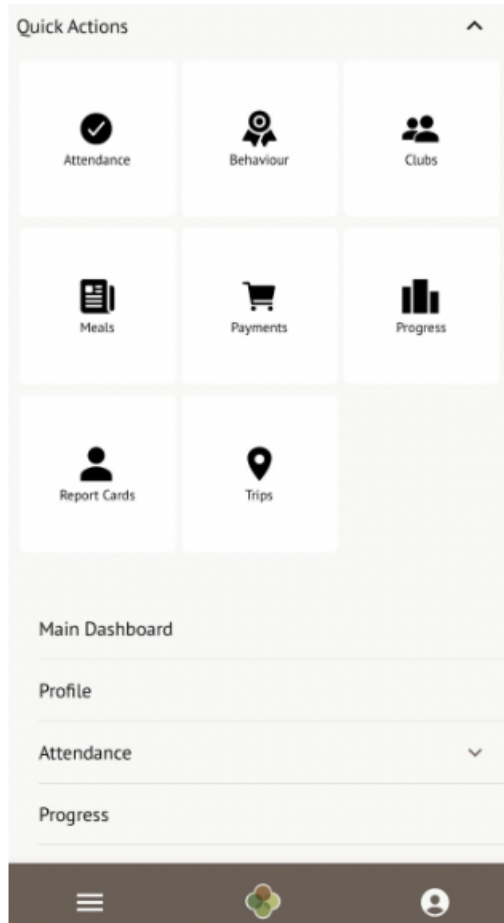 Quick Actions
Attendance
Behaviour
Clubs
Meals
Payments
Progress
Report Cards
Trips
Main Dashboard
Profile
Attendance
Progress